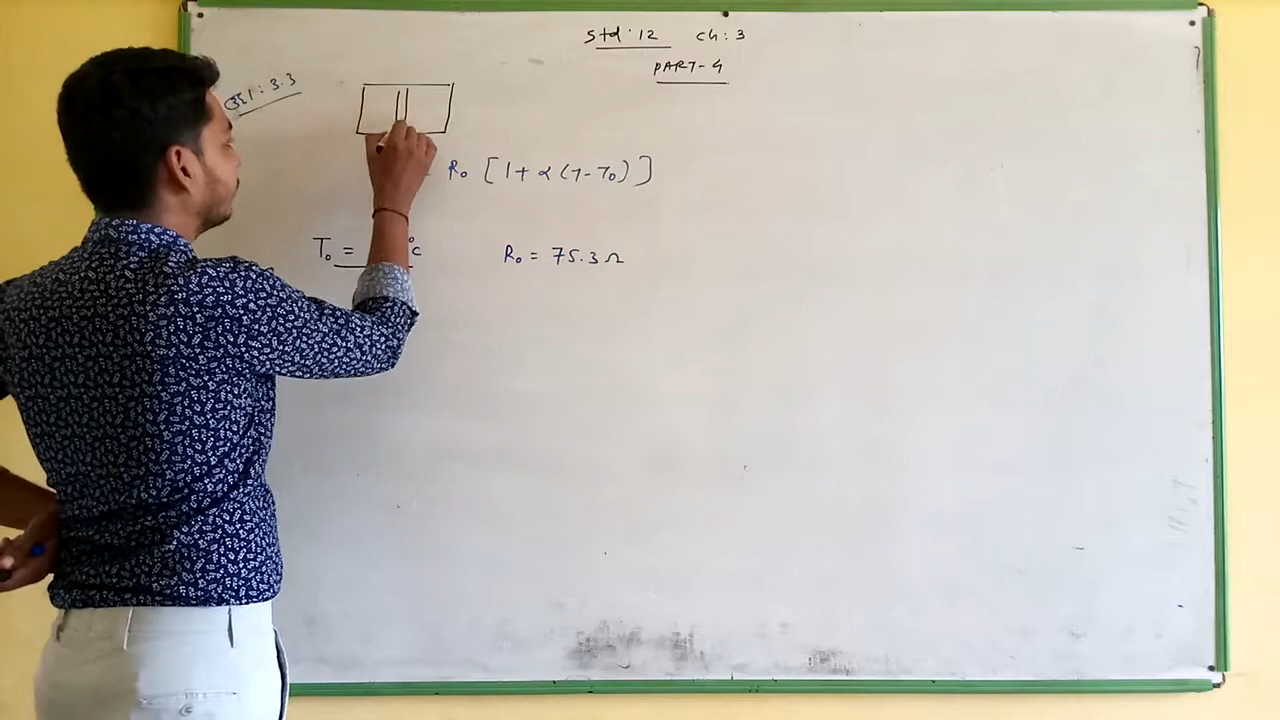 Std : 12 ch : 3
PART - 4
: 3.3
R₀ [ 1 + α (T - T₀) ]
T₀ = °c R₀ = 75.3 Ω